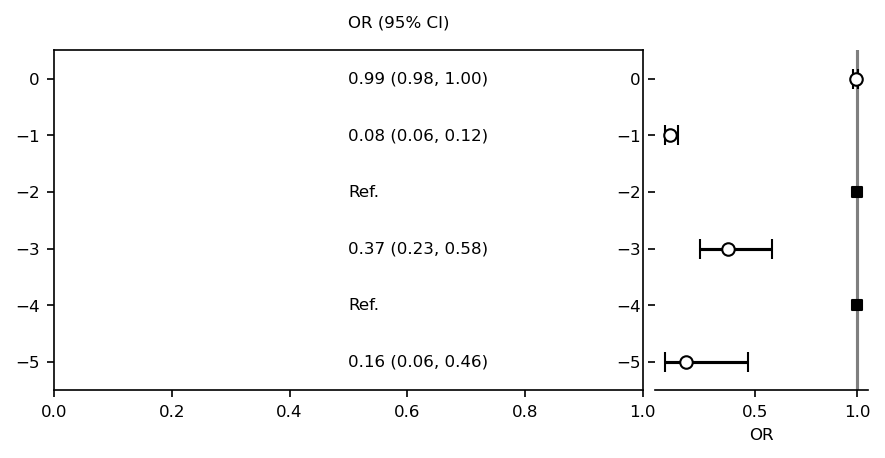 OR (95% CI)
0 0.99 (0.98, 1.00) 0
−1 0.08 (0.06, 0.12) −1
−2 Ref. −2
−3 0.37 (0.23, 0.58) −3
−4 Ref. −4
−5 0.16 (0.06, 0.46) −5
0.0 0.2 0.4 0.6 0.8 1.0 0.5 1.0
OR